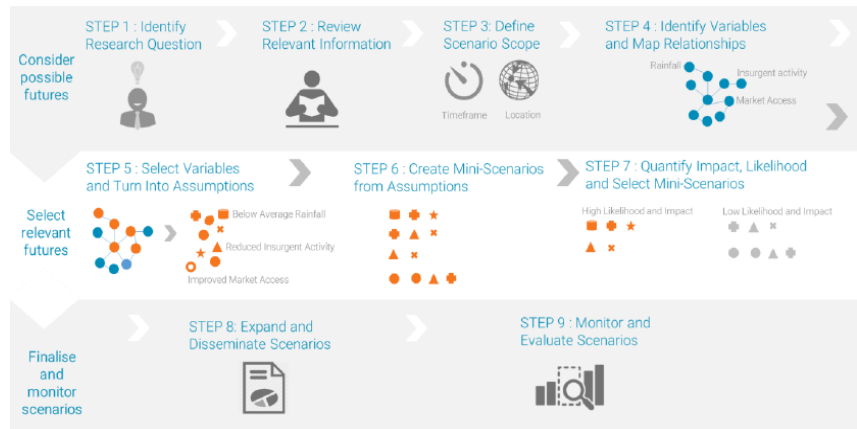 Consider
possible
futures
STEP 1 : Identify
Research Question
STEP 2 : Review
Relevant Information
STEP 3: Define
Scenario Scope
Timeframe
Location
STEP 4 : Identify Variables
and Map Relationships
Rainfall
Insurgent activity
Market Access
Select
relevant
futures
STEP 5 : Select Variables
and Turn Into Assumptions
Below Average Rainfall
Reduced Insurgent Activity
Improved Market Access
STEP 6 : Create Mini-Scenarios
from Assumptions
STEP 7 : Quantify Impact, Likelihood
and Select Mini-Scenarios
High Likelihood and Impact
Low Likelihood and Impact
Finalise
and
monitor
scenarios
STEP 8: Expand and
Disseminate Scenarios
STEP 9 : Monitor and
Evaluate Scenarios